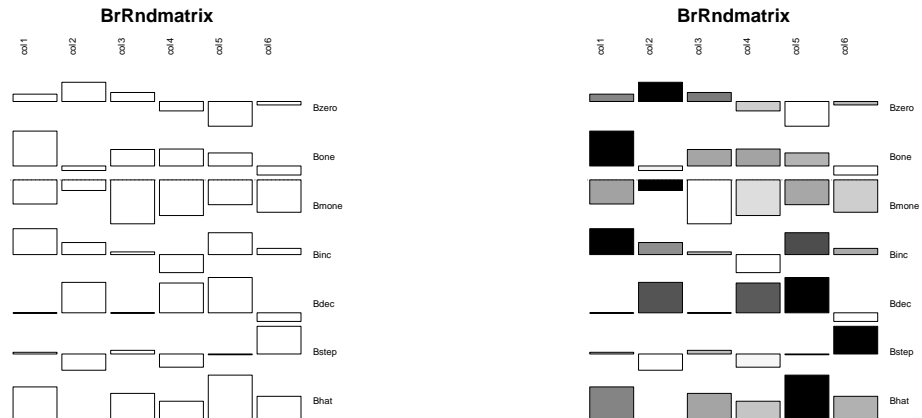 BrRndmatrix
col1 col2 col3 col4 col5 col6
Bzero
Bone
Bmone
Binc
Bdec
Bstep
Bhat
BrRndmatrix
col1 col2 col3 col4 col5 col6
Bzero
Bone
Bmone
Binc
Bdec
Bstep
Bhat